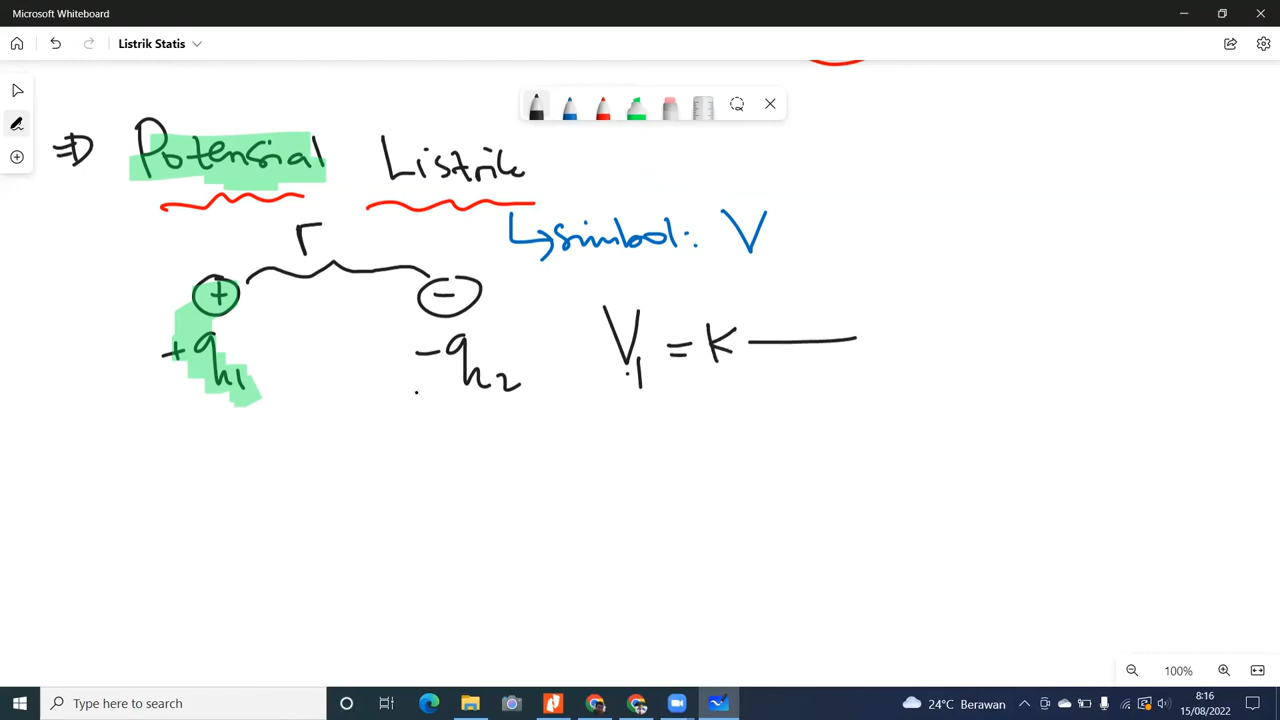 Microsoft Whiteboard
Listrik Statis
⇒ Potensial Listrik
↳ simbol: V
r
+ −
+q1 −q2
V1 = K
100%
Type here to search
24°C Berawan
8:16
15/08/2022